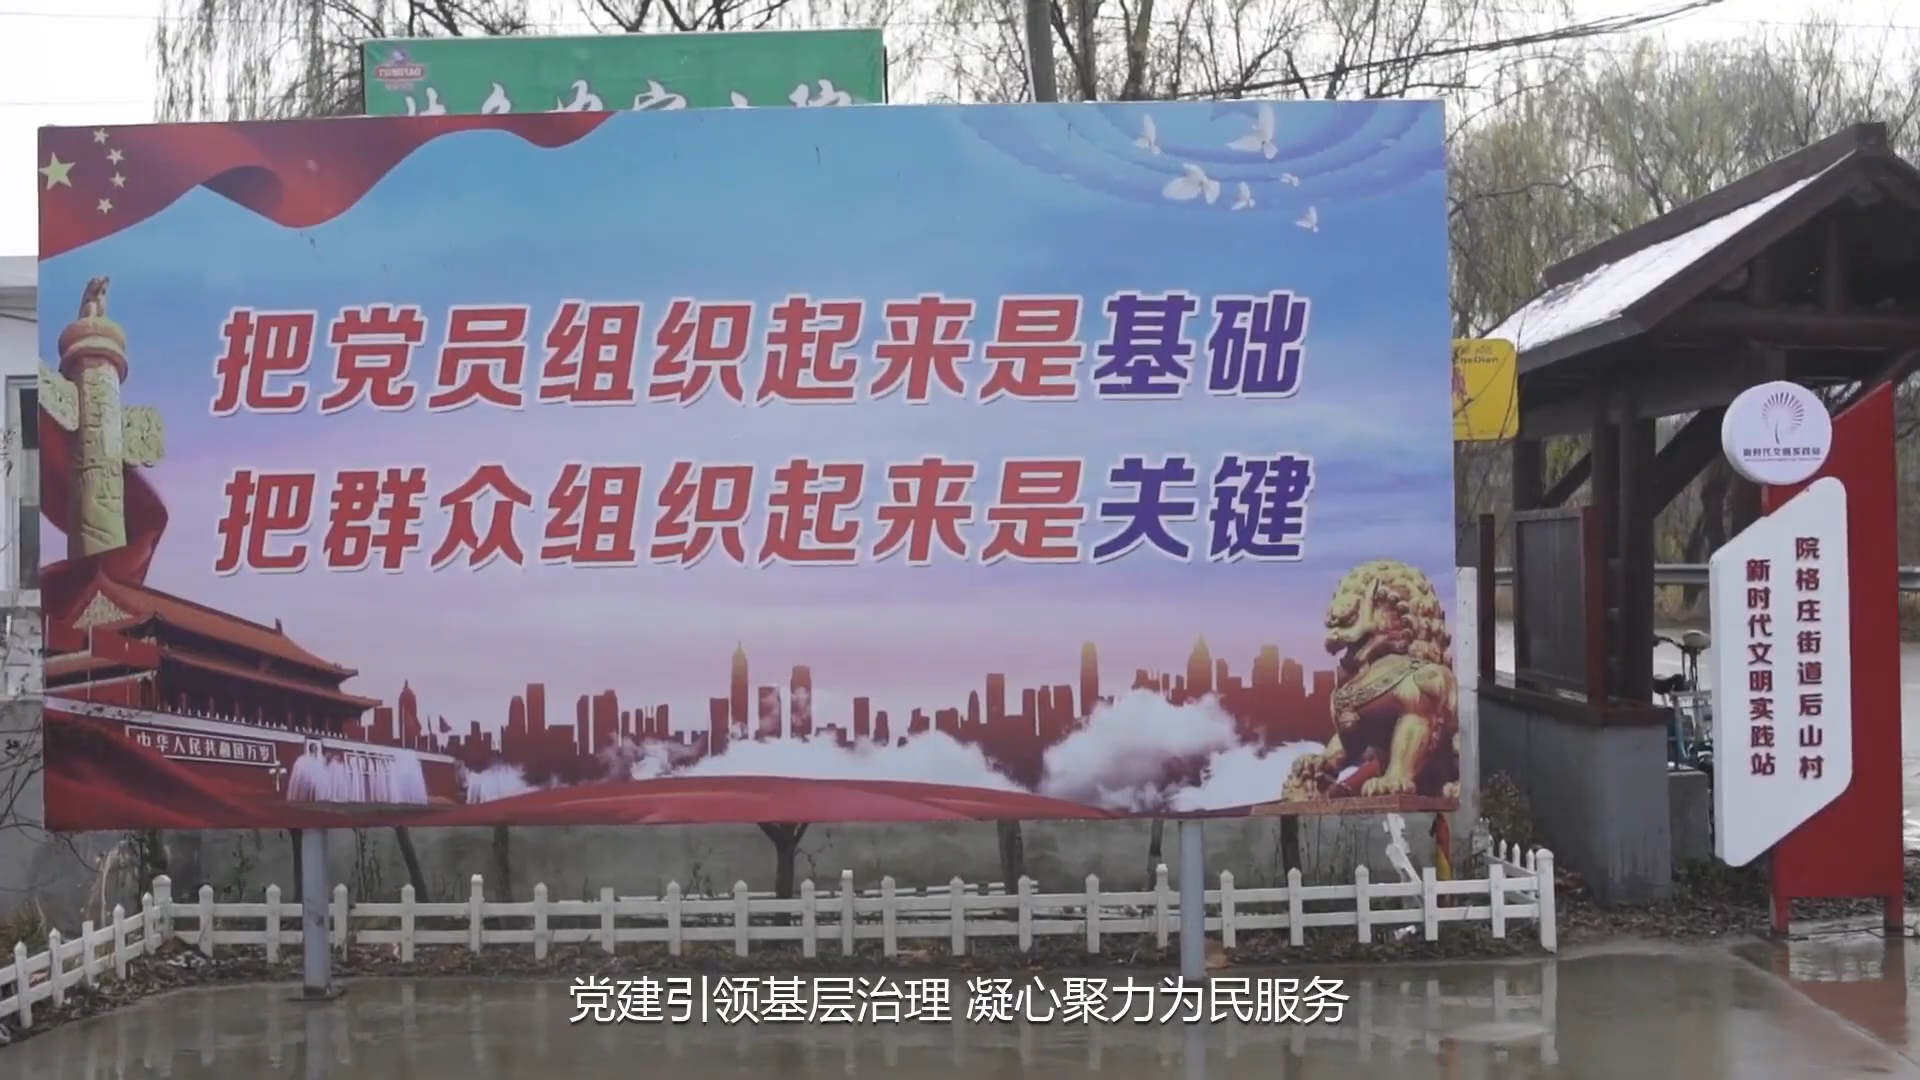 TSINGTAO
把党员组织起来是基础
把群众组织起来是关键
中华人民共和国万岁
新时代文明实践站
院格庄街道后山村
新时代文明实践站
党建引领基层治理 凝心聚力为民服务